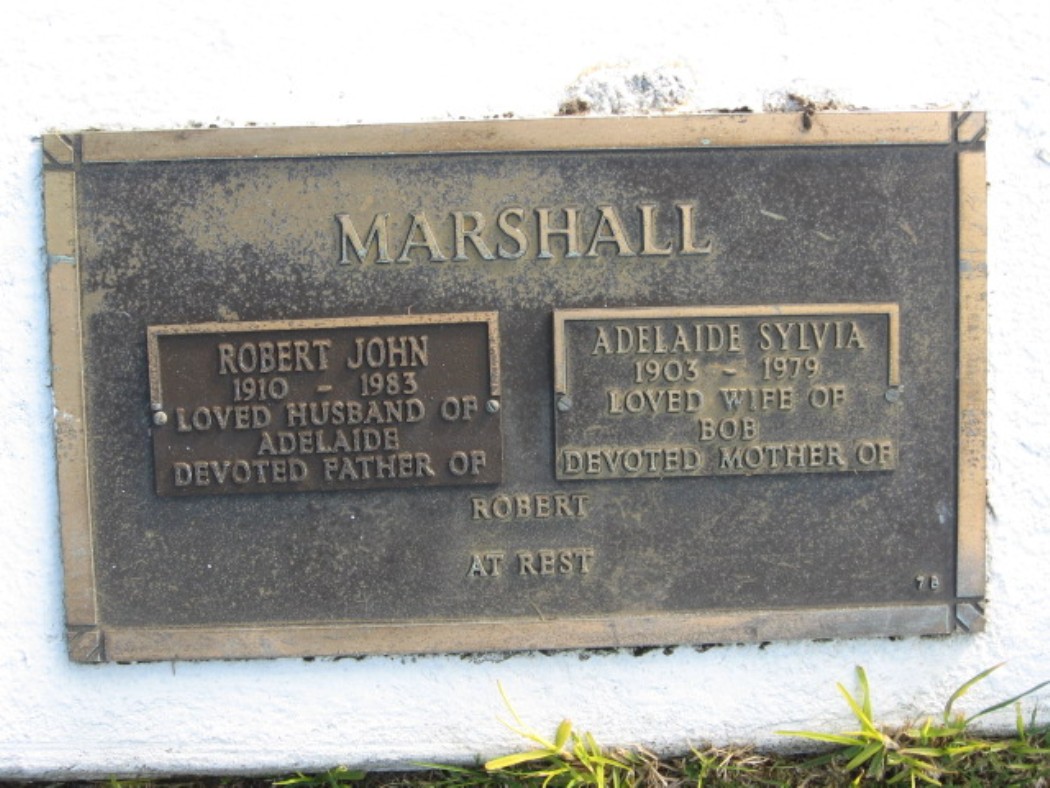 MARSHALL
ROBERT JOHN
1910 - 1983
LOVED HUSBAND OF
ADELAIDE
DEVOTED FATHER OF
ADELAIDE SYLVIA
1903 - 1979
LOVED WIFE OF
BOB
DEVOTED MOTHER OF
ROBERT
AT REST
7B